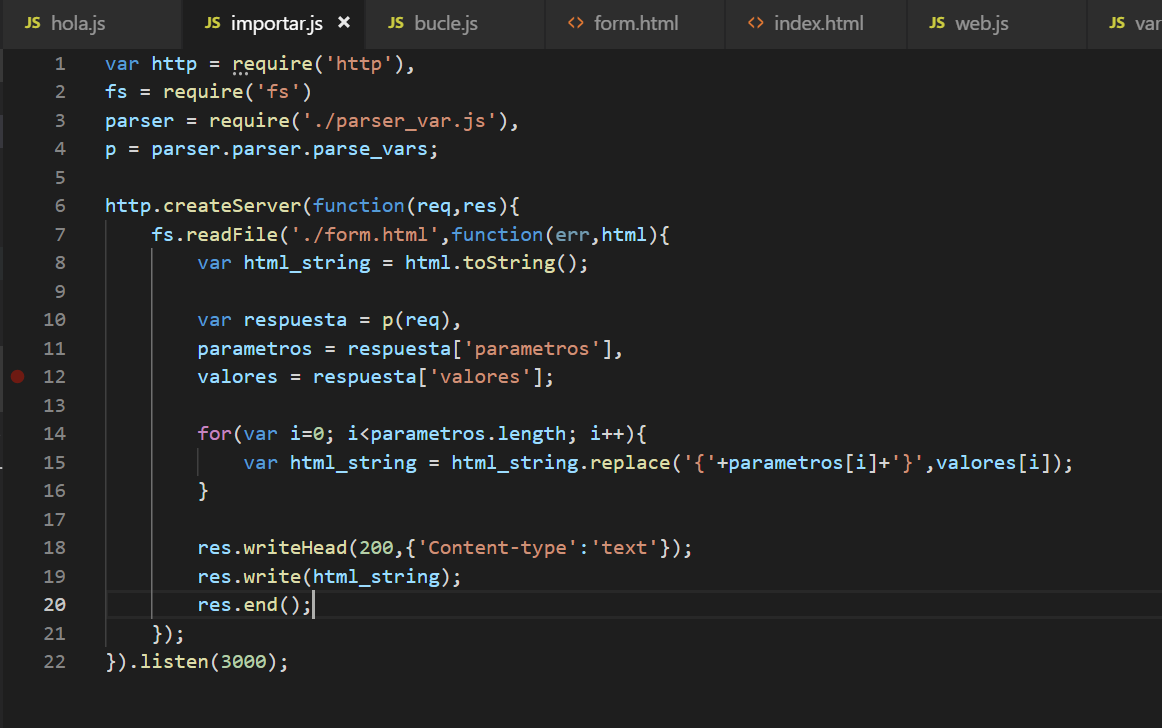 JS hola.js JS importar.js × JS bucle.js <> form.html <> index.html JS web.js JS var
1 var http = require('http'),
2 fs = require('fs')
3 parser = require('./parser_var.js'),
4 p = parser.parser.parse_vars;
5
6 http.createServer(function(req,res){
7     fs.readFile('./form.html',function(err,html){
8         var html_string = html.toString();
9
10         var respuesta = p(req),
11         parametros = respuesta['parametros'],
12         valores = respuesta['valores'];
13
14         for(var i=0; i<parametros.length; i++){
15             var html_string = html_string.replace('{'+parametros[i]+'}',valores[i]);
16         }
17
18         res.writeHead(200,{'Content-type':'text'});
19         res.write(html_string);
20         res.end();
21     });
22 }).listen(3000);